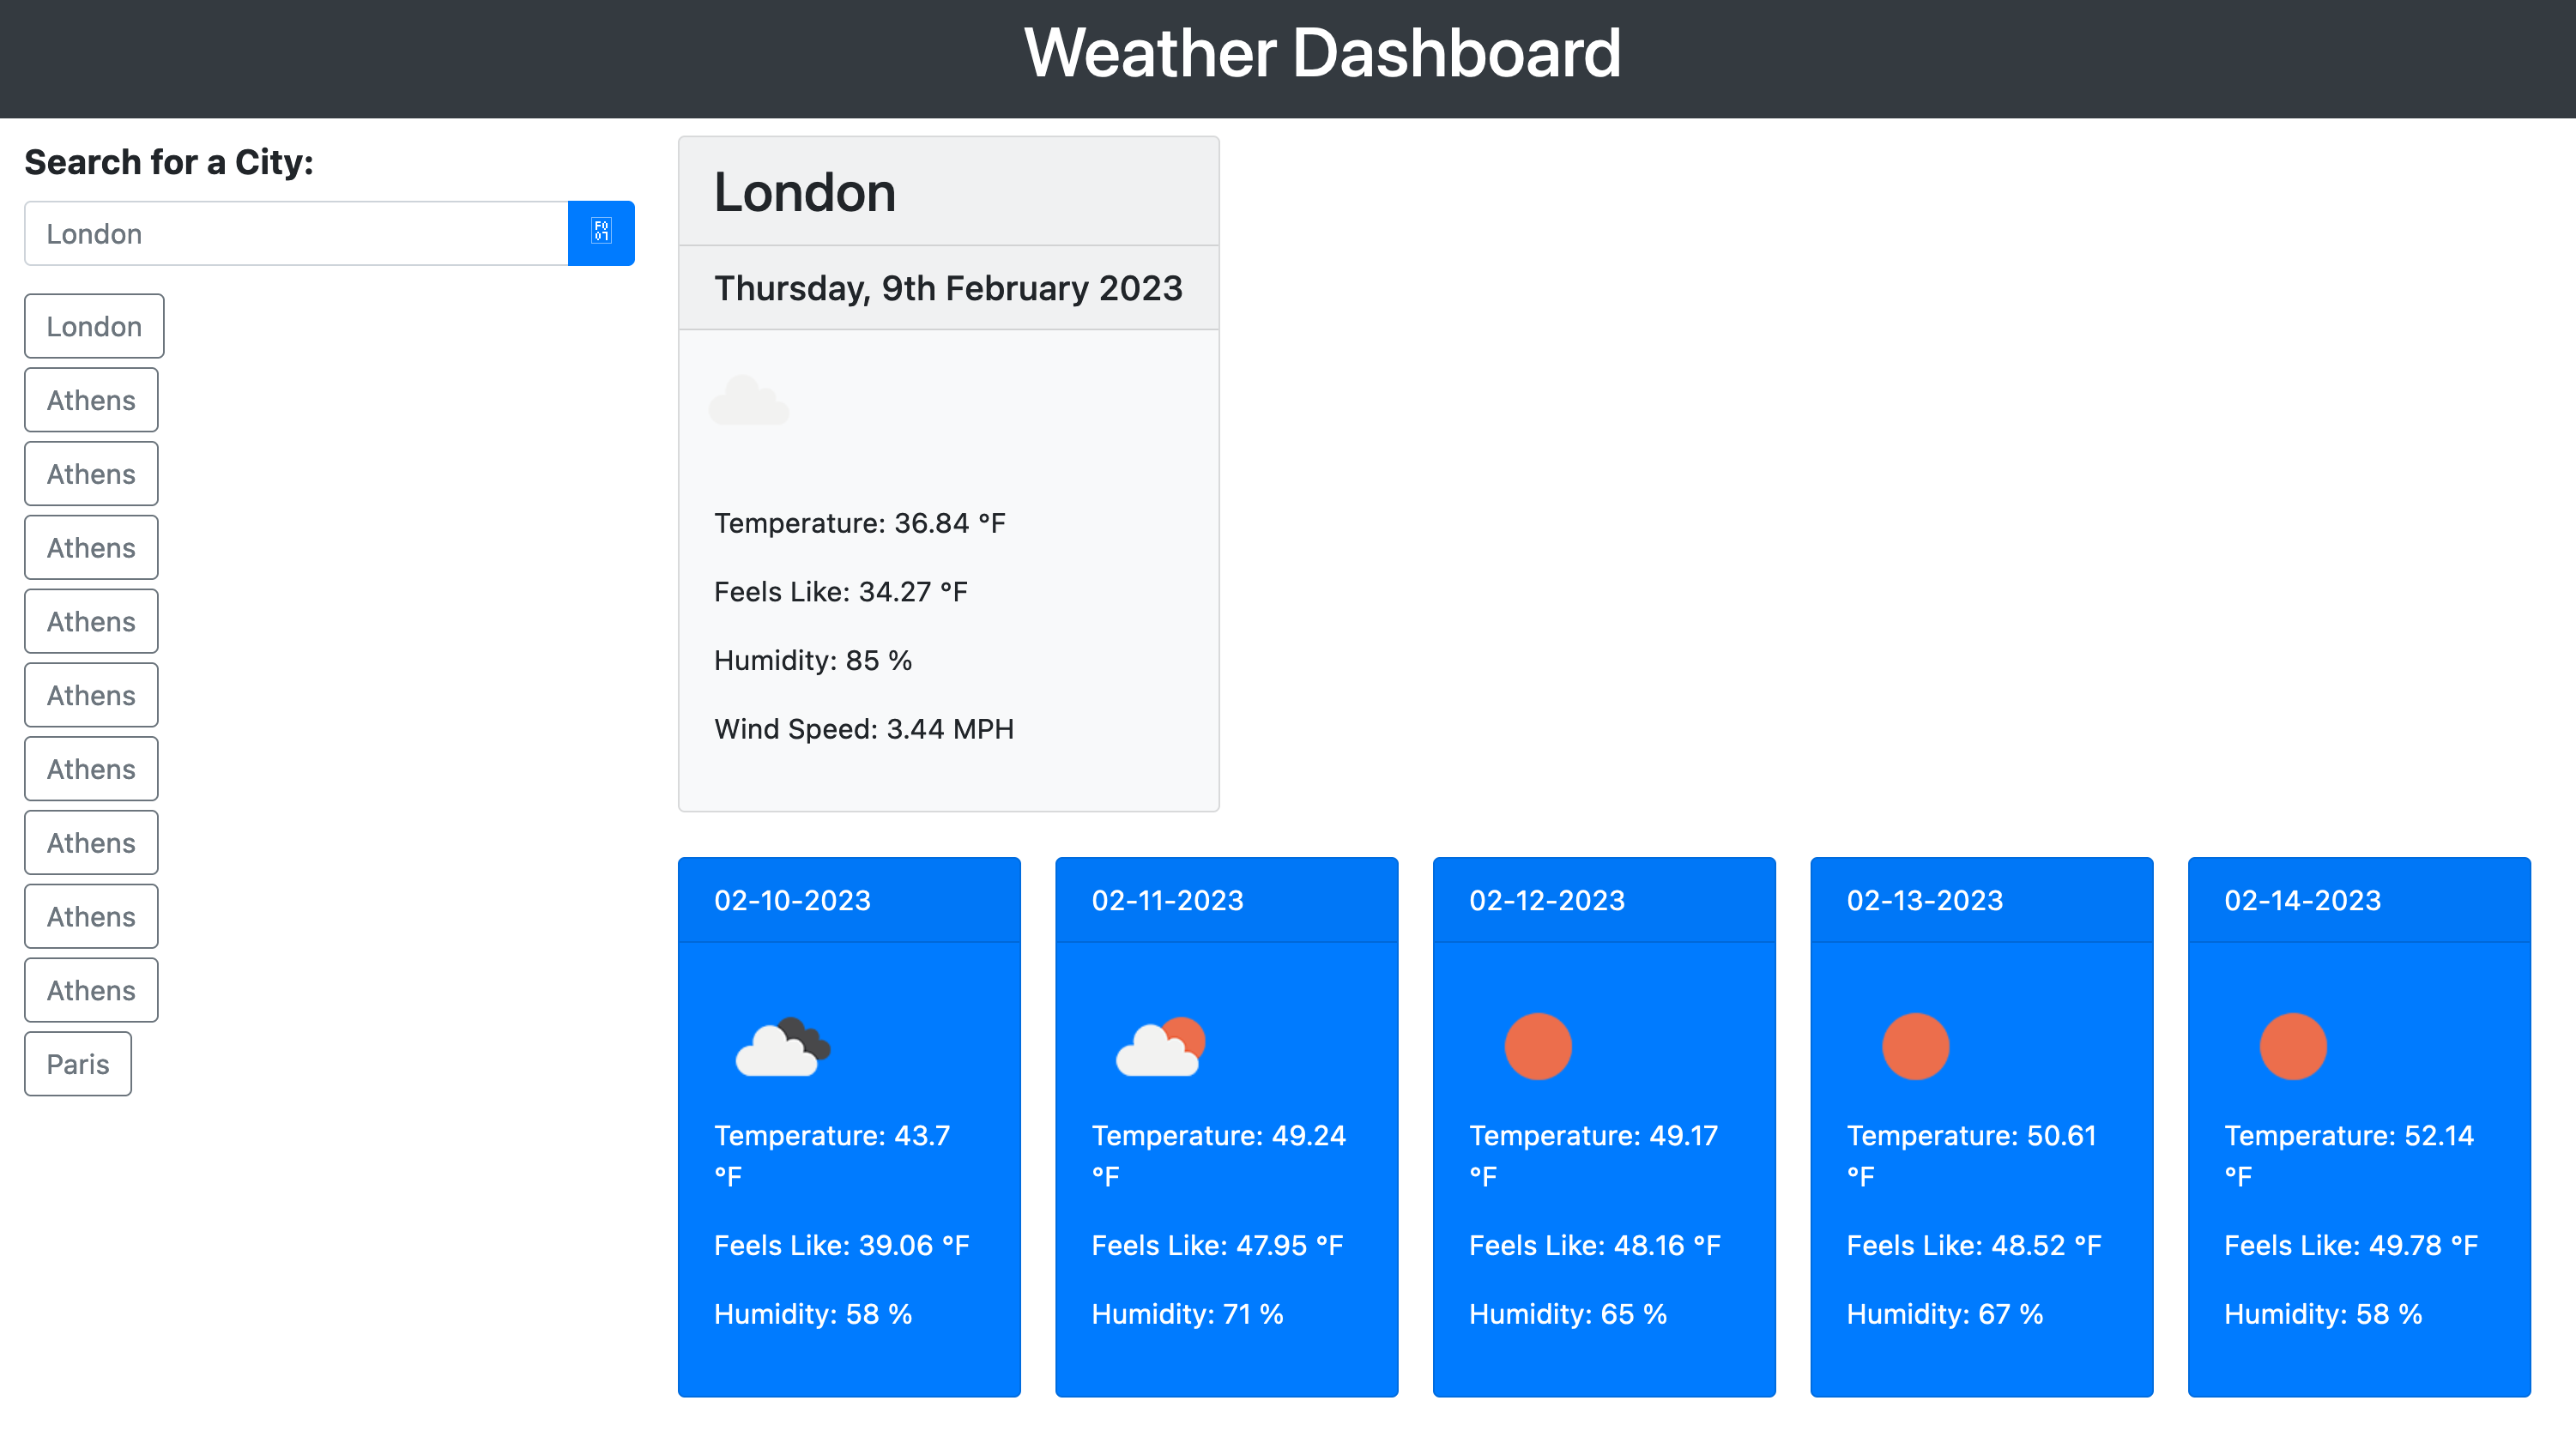 Weather Dashboard
Search for a City:
London
F0
07
London
Athens
Athens
Athens
Athens
Athens
Athens
Athens
Athens
Athens
Paris
London
Thursday, 9th February 2023
Temperature: 36.84 °F
Feels Like: 34.27 °F
Humidity: 85 %
Wind Speed: 3.44 MPH
02-10-2023
Temperature: 43.7
°F
Feels Like: 39.06 °F
Humidity: 58 %
02-11-2023
Temperature: 49.24
°F
Feels Like: 47.95 °F
Humidity: 71 %
02-12-2023
Temperature: 49.17
°F
Feels Like: 48.16 °F
Humidity: 65 %
02-13-2023
Temperature: 50.61
°F
Feels Like: 48.52 °F
Humidity: 67 %
02-14-2023
Temperature: 52.14
°F
Feels Like: 49.78 °F
Humidity: 58 %